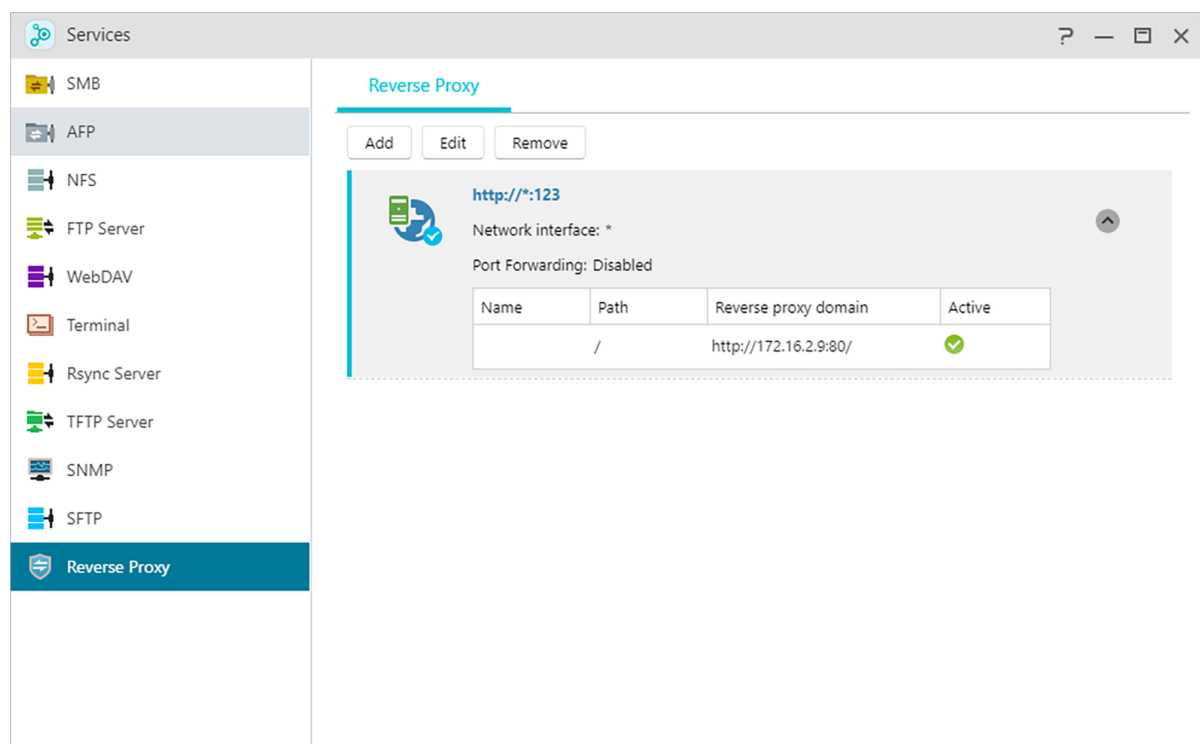 Services
SMB
AFP
NFS
FTP Server
WebDAV
Terminal
Rsync Server
TFTP Server
SNMP
SFTP
Reverse Proxy
Reverse Proxy
Add Edit Remove
http://*:123
Network interface: *
Port Forwarding: Disabled
Name Path Reverse proxy domain Active
/ http://172.16.2.9:80/